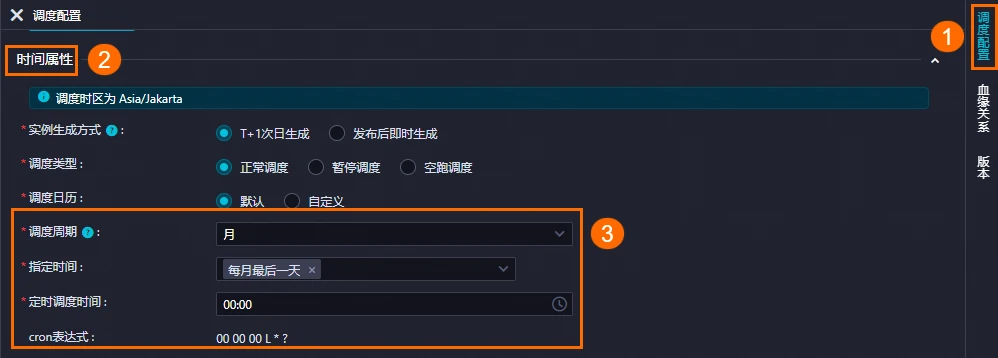 调度配置
1
调度配置
时间属性
2
调度时区为 Asia/Jakarta
血缘关系
* 实例生成方式 ? :
T+1次日生成
发布后即时生成
* 调度类型 :
正常调度
暂停调度
空跑调度
版本
* 调度日历 :
默认
自定义
* 调度周期 ? :
月
3
* 指定时间 :
每月最后一天 ×
* 定时调度时间 :
00:00
cron表达式 :
00 00 00 L * ?